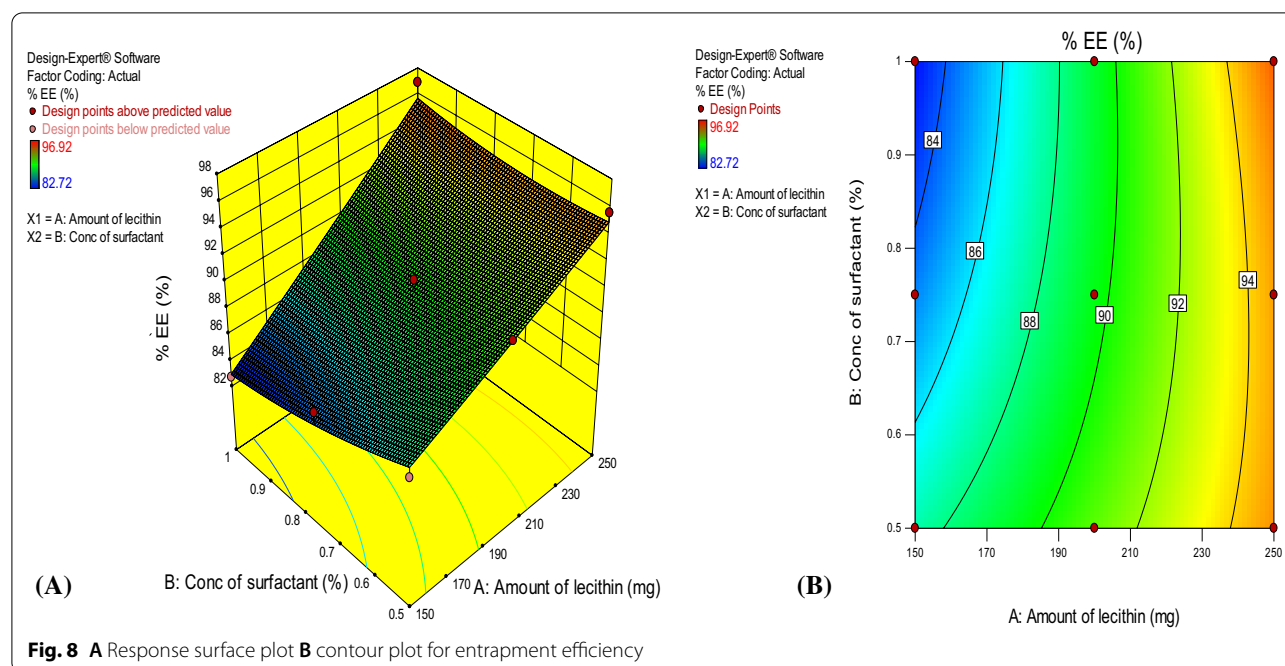 Design-Expert® Software
Factor Coding: Actual
% EE (%)
Design points above predicted value
Design points below predicted value
96.92
82.72
X1 = A: Amount of lecithin
X2 = B: Conc of surfactant
98
96
94
92
90
88
86
84
82
% EE (%)
1
0.9
0.8
0.7
0.6
0.5
B: Conc of surfactant (%)
150
170
190
210
230
250
A: Amount of lecithin (mg)
(A)
Design-Expert® Software
Factor Coding: Actual
% EE (%)
Design Points
96.92
82.72
X1 = A: Amount of lecithin
X2 = B: Conc of surfactant
% EE (%)
1
0.9
0.8
0.7
0.6
0.5
B: Conc of surfactant (%)
84
86
88
90
92
94
150
170
190
210
230
250
A: Amount of lecithin (mg)
(B)
Fig. 8 A Response surface plot B contour plot for entrapment efficiency